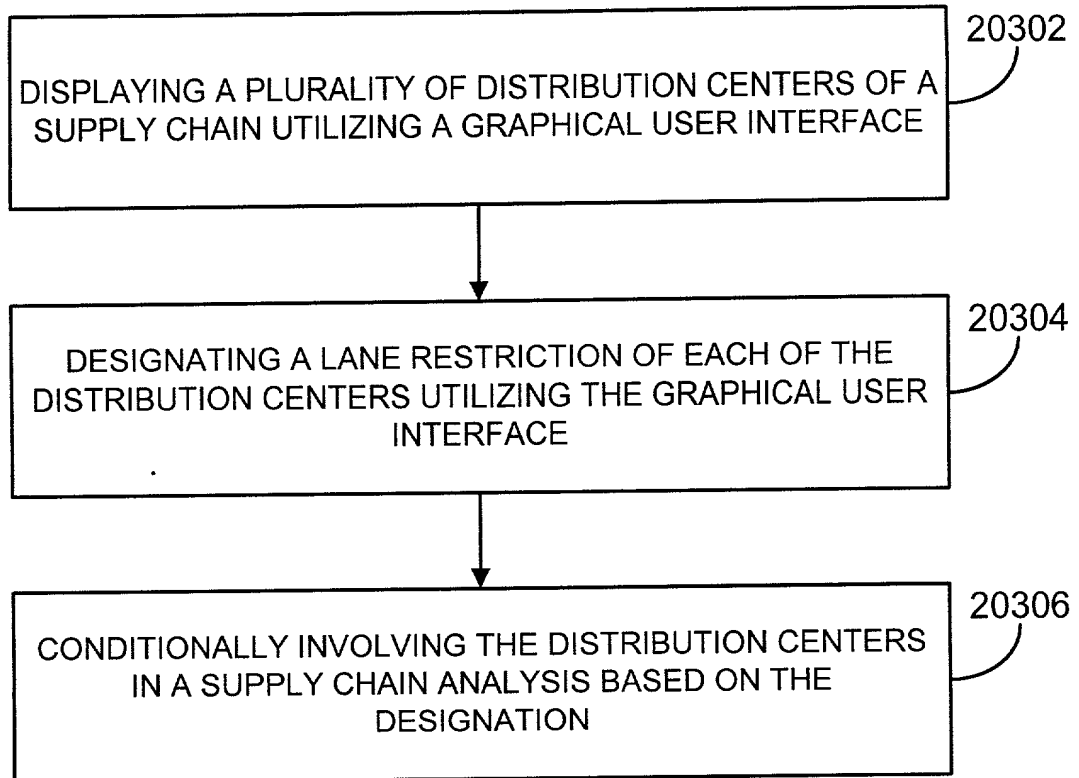 20302
DISPLAYING A PLURALITY OF DISTRIBUTION CENTERS OF A
SUPPLY CHAIN UTILIZING A GRAPHICAL USER INTERFACE
20304
DESIGNATING A LANE RESTRICTION OF EACH OF THE
DISTRIBUTION CENTERS UTILIZING THE GRAPHICAL USER
INTERFACE
20306
CONDITIONALLY INVOLVING THE DISTRIBUTION CENTERS
IN A SUPPLY CHAIN ANALYSIS BASED ON THE
DESIGNATION